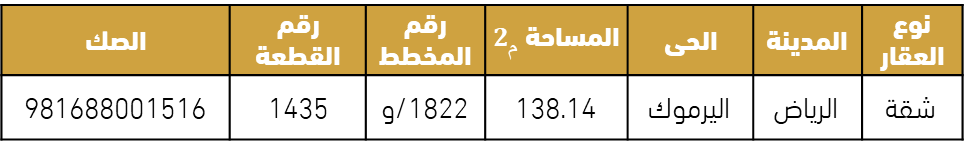 نوع العقار
المدينة
الحى
المساحة م2
رقم المخطط
رقم القطعة
الصك
شقة
الرياض
اليرموك
138.14
1822/و
1435
981688001516